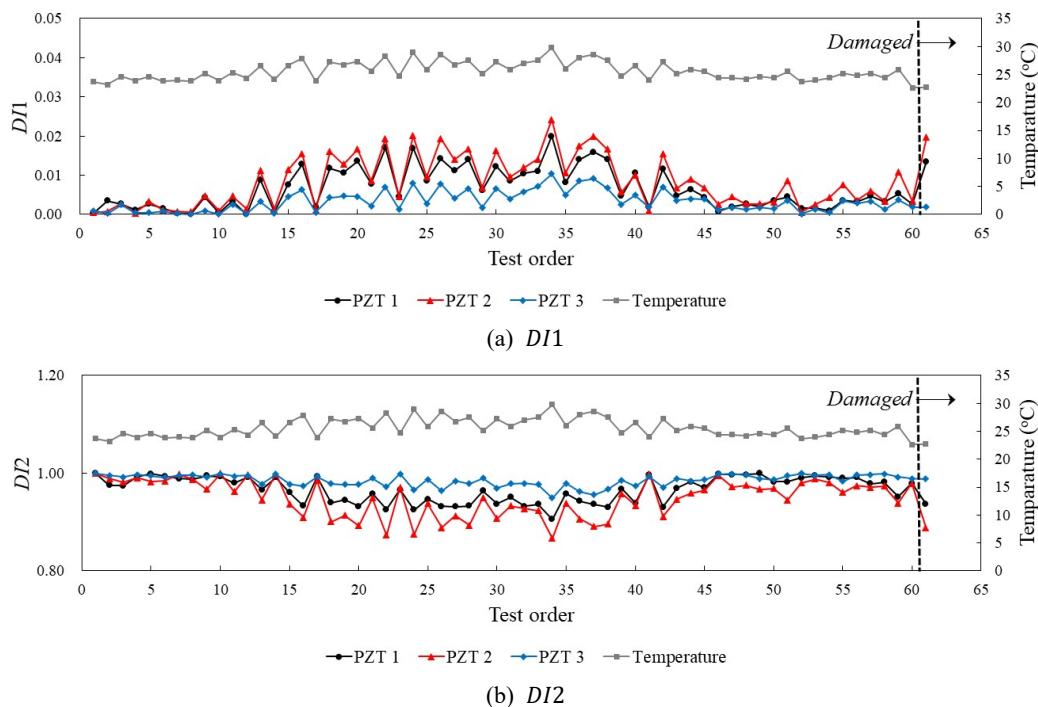 0.05
0.04
0.03
0.02
0.01
0.00
DI1
35
30
25
20
15
10
5
0
Temparature (°C)
Damaged
0 5 10 15 20 25 30 35 40 45 50 55 60 65
Test order
PZT 1 PZT 2 PZT 3 Temperature
(a) DI1
1.20
1.00
0.80
DI2
35
30
25
20
15
10
5
0
Temparature (°C)
Damaged
0 5 10 15 20 25 30 35 40 45 50 55 60 65
Test order
PZT 1 PZT 2 PZT 3 Temperature
(b) DI2